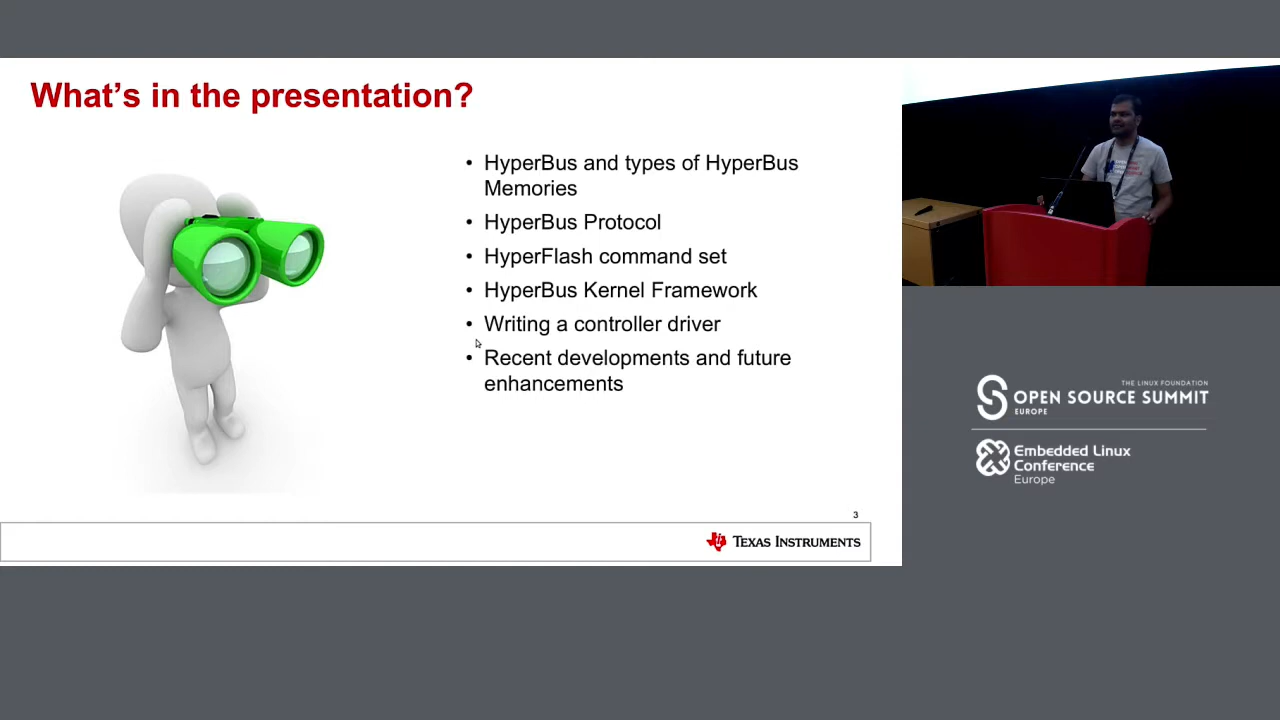 What's in the presentation?
• HyperBus and types of HyperBus
Memories
• HyperBus Protocol
• HyperFlash command set
• HyperBus Kernel Framework
• Writing a controller driver
• Recent developments and future
enhancements
3
TEXAS INSTRUMENTS
THE LINUX FOUNDATION
OPEN SOURCE SUMMIT
EUROPE
Embedded Linux
Conference
Europe